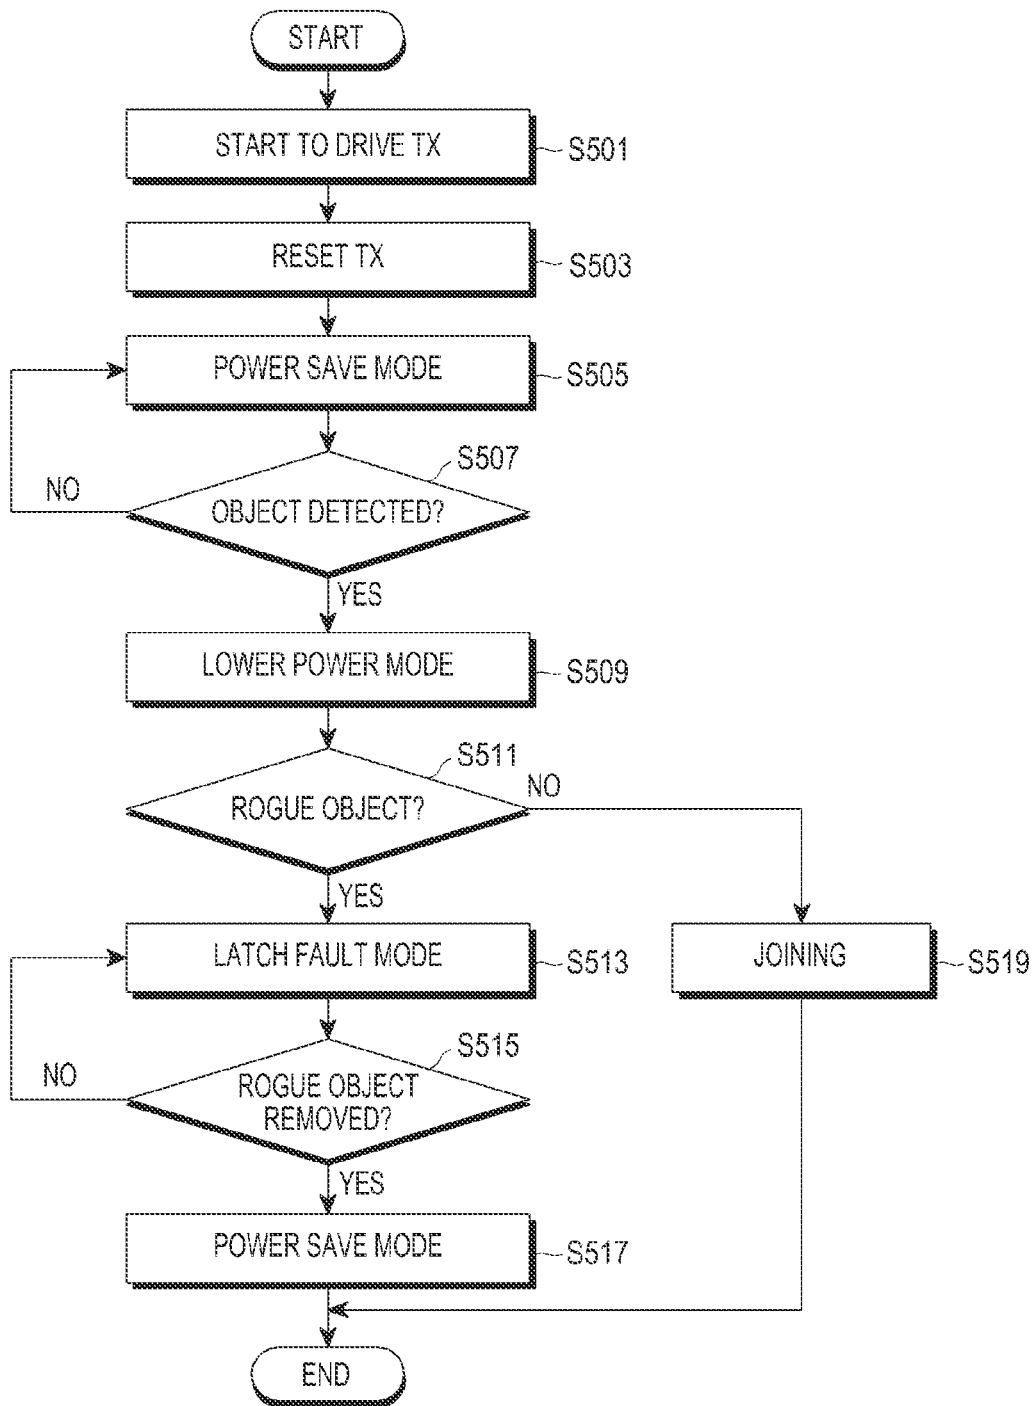 START
START TO DRIVE TX
S501
RESET TX
S503
POWER SAVE MODE
S505
S507
NO
OBJECT DETECTED?
YES
LOWER POWER MODE
S509
S511
NO
ROGUE OBJECT?
YES
LATCH FAULT MODE
S513
JOINING
S519
S515
NO
ROGUE OBJECT
REMOVED?
YES
POWER SAVE MODE
S517
END